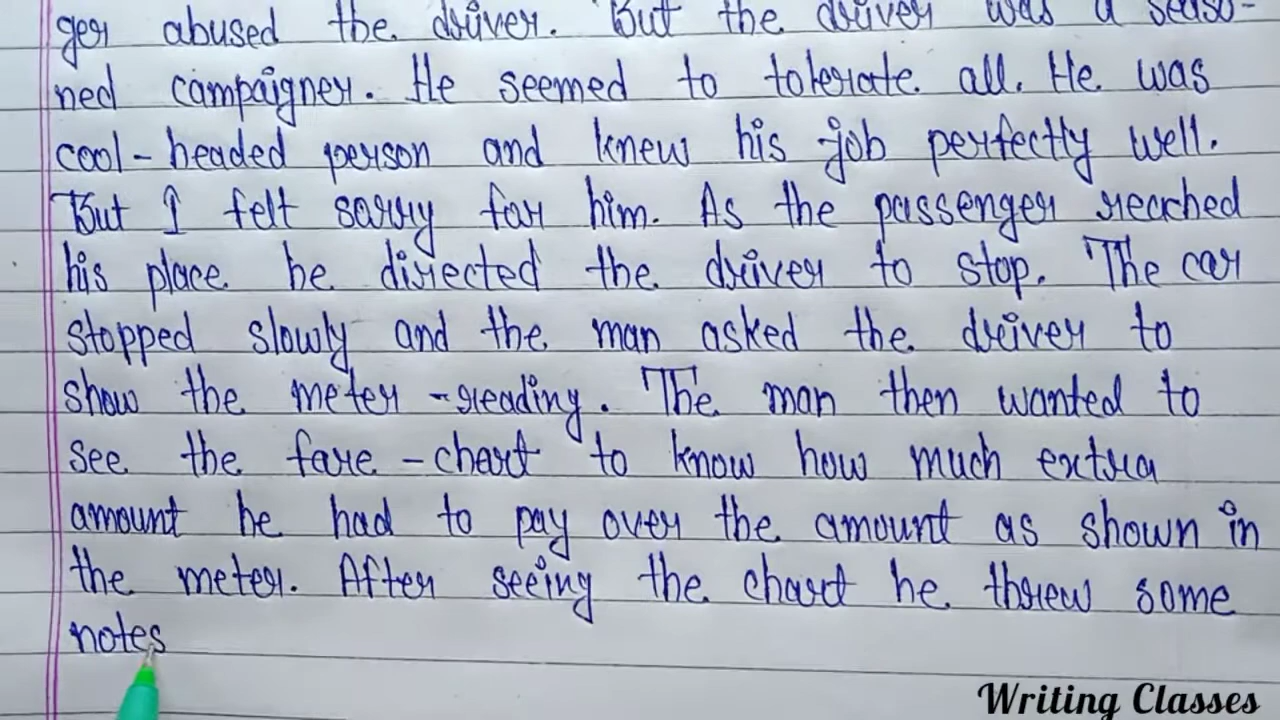 ger abused the driver. But the driver was a seaso-
ned campaigner. He seemed to tolerate all. He was
cool-headed person and knew his job perfectly well.
But I felt sorry for him. As the passenger reached
his place he directed the driver to stop. The car
stopped slowly and the man asked the driver to
show the meter-reading. The man then wanted to
see the fare-chart to know how much extra
amount he had to pay over the amount as shown in
the meter. After seeing the chart he threw some
notes
Writing Classes